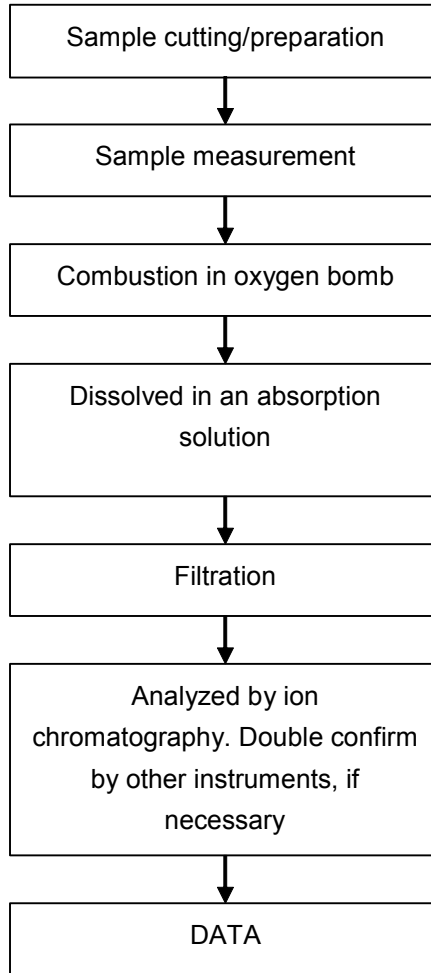 Sample cutting/preparation
Sample measurement
Combustion in oxygen bomb
Dissolved in an absorption
solution
Filtration
Analyzed by ion
chromatography. Double confirm
by other instruments, if
necessary
DATA